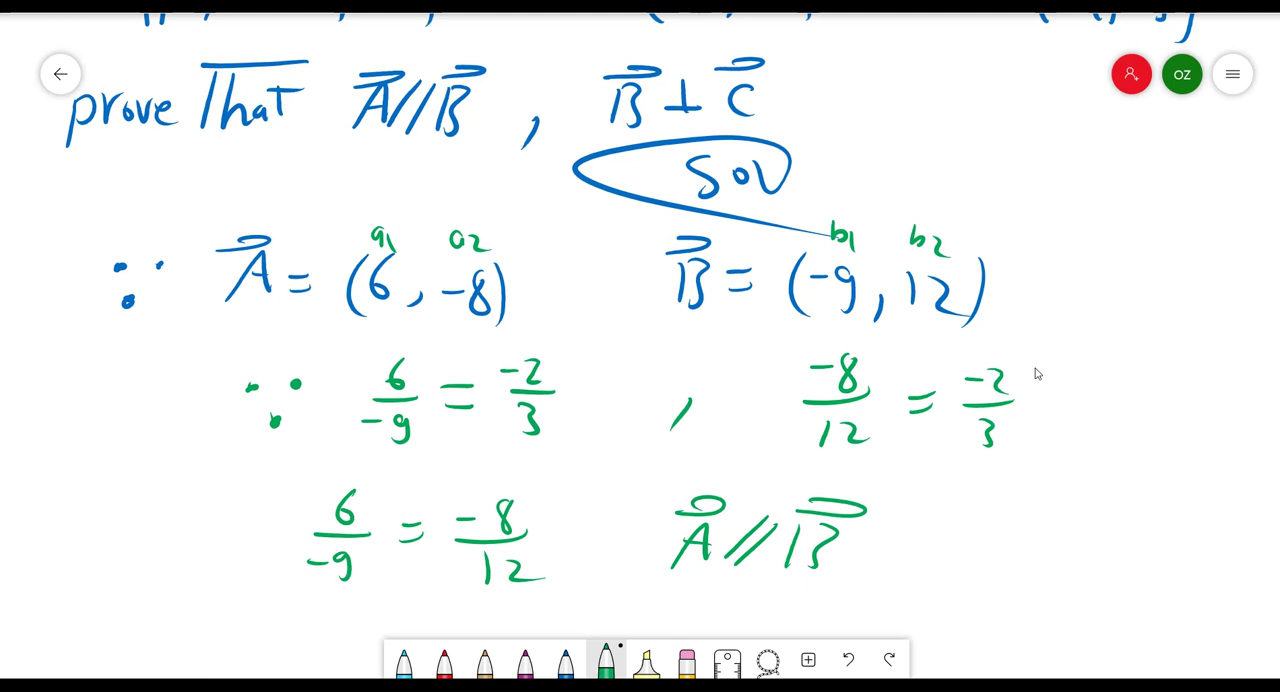 prove That A // B , B ⊥ C
Sol
a1 a2 b1 b2
∵ A = (6, -8) B = (-9, 12)
∵ 6/-9 = -2/3 , -8/12 = -2/3
6/-9 = -8/12 A // B
OZ